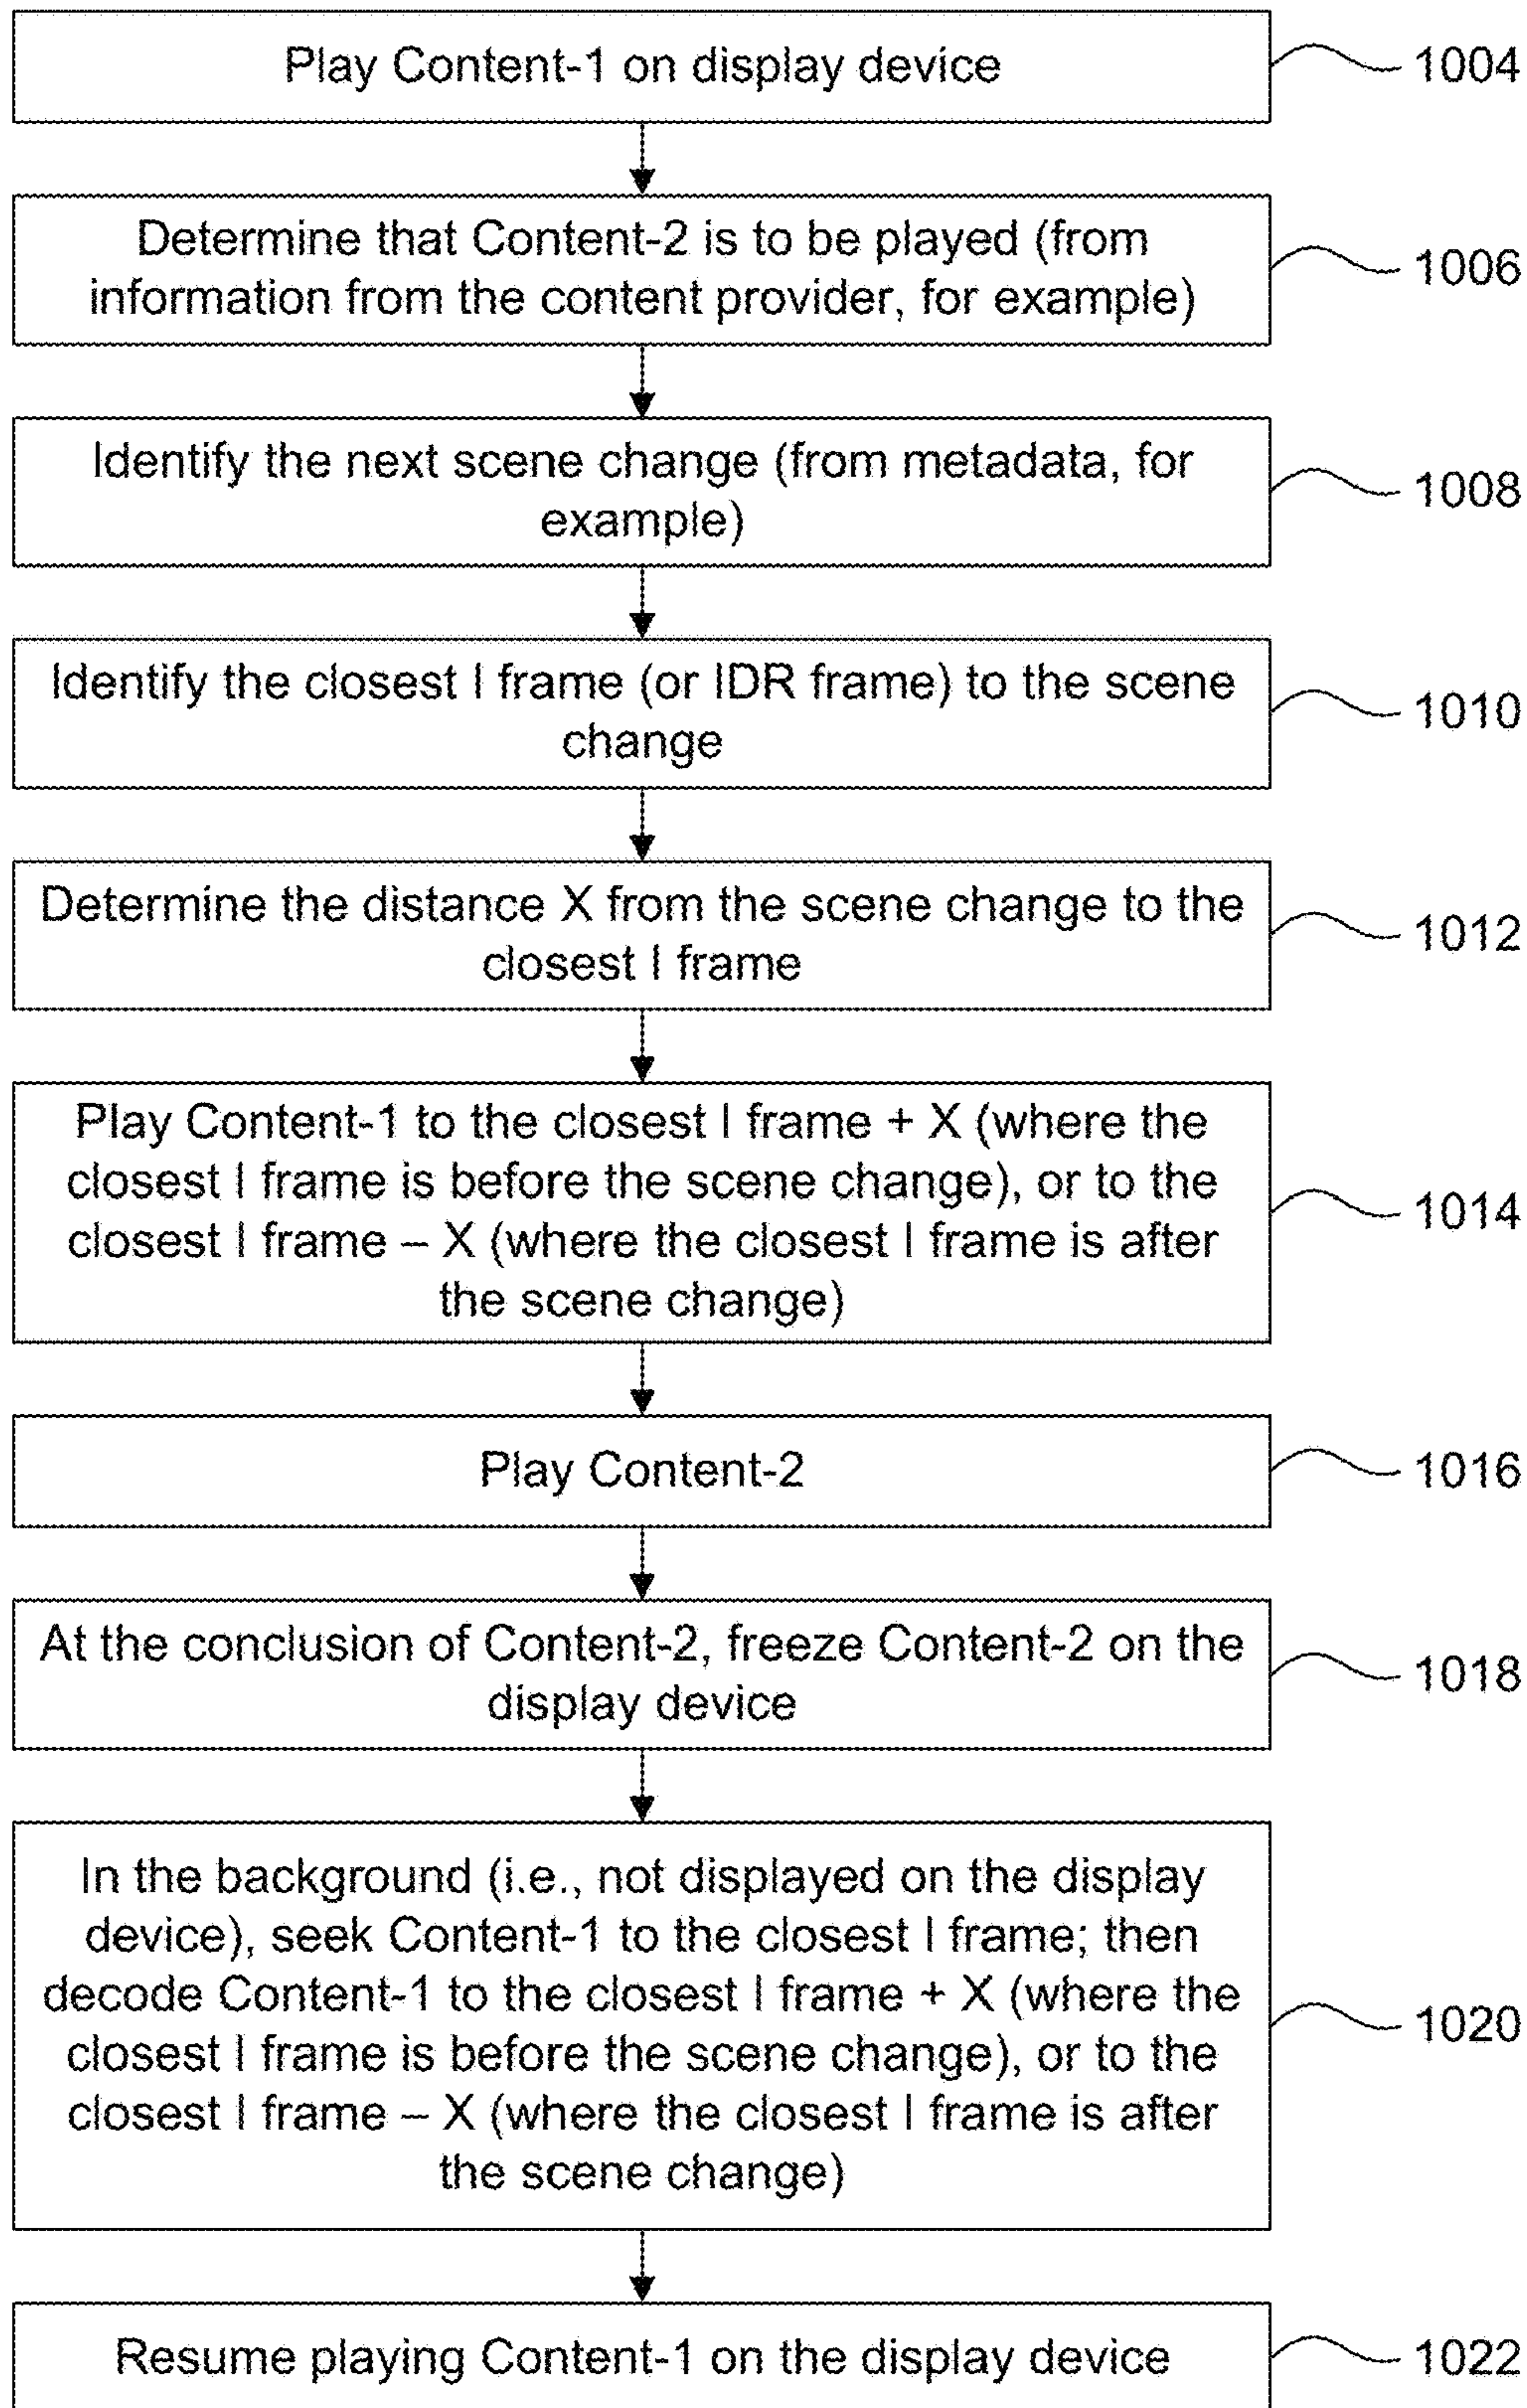 Play Content-1 on display device
1004
Determine that Content-2 is to be played (from
information from the content provider, for example)
1006
Identify the next scene change (from metadata, for
example)
1008
Identify the closest I frame (or IDR frame) to the scene
change
1010
Determine the distance X from the scene change to the
closest I frame
1012
Play Content-1 to the closest I frame + X (where the
closest I frame is before the scene change), or to the
closest I frame – X (where the closest I frame is after
the scene change)
1014
Play Content-2
1016
At the conclusion of Content-2, freeze Content-2 on the
display device
1018
In the background (i.e., not displayed on the display
device), seek Content-1 to the closest I frame; then
decode Content-1 to the closest I frame + X (where the
closest I frame is before the scene change), or to the
closest I frame – X (where the closest I frame is after
the scene change)
1020
Resume playing Content-1 on the display device
1022